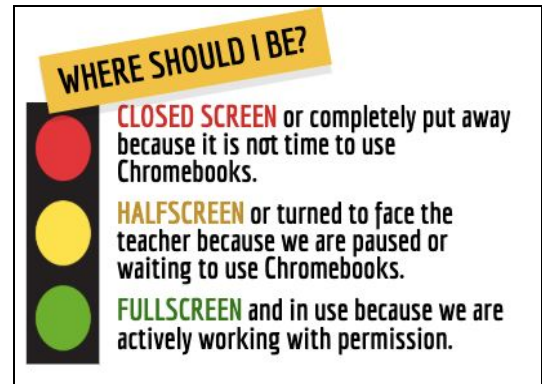 WHERE SHOULD I BE?
CLOSED SCREEN or completely put away
because it is not time to use
Chromebooks.
HALFSCREEN or turned to face the
teacher because we are paused or
waiting to use Chromebooks.
FULLSCREEN and in use because we are
actively working with permission.